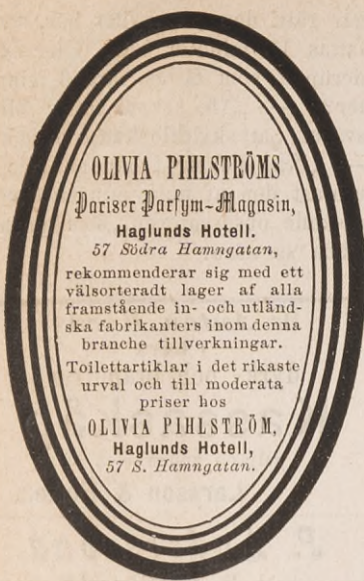 OLIVIA PIHLSTRÖMS
Pariser Parfym-Magasin,
Haglunds Hotell.
57 Södra Hamngatan,
rekommenderar sig med ett
välsorteradt lager af alla
framstående in- och utländ-
ska fabrikanters inom denna
branche tillverkningar.
Toilettartiklar i det rikaste
urval och till moderata
priser hos
OLIVIA PIHLSTRÖM,
Haglunds Hotell,
57 S. Hamngatan.